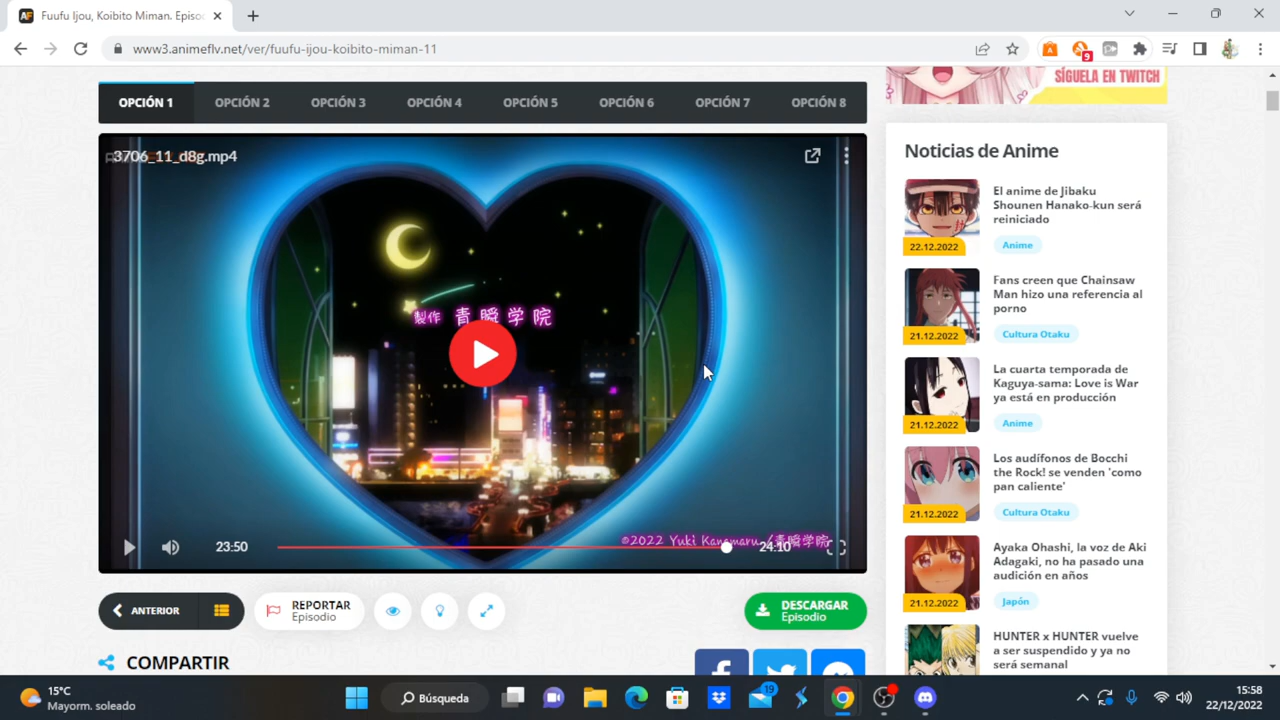 Fuufu Ijou, Koibito Miman. Episo
www3.animeflv.net/ver/fuufu-ijou-koibito-miman-11
9
SÍGUELA EN TWITCH
OPCIÓN 1 OPCIÓN 2 OPCIÓN 3 OPCIÓN 4 OPCIÓN 5 OPCIÓN 6 OPCIÓN 7 OPCIÓN 8
3706_11_d8g.mp4
製作 青瞬学院
©2022 Yuki Kanamaru /青瞬学院
23:50
24:10
ANTERIOR
REPORTAR
Episodio
DESCARGAR
Episodio
COMPARTIR
Noticias de Anime
El anime de Jibaku
Shounen Hanako-kun será
reiniciado
22.12.2022
Anime
Fans creen que Chainsaw
Man hizo una referencia al
porno
21.12.2022
Cultura Otaku
La cuarta temporada de
Kaguya-sama: Love is War
ya está en producción
21.12.2022
Anime
Los audífonos de Bocchi
the Rock! se venden 'como
pan caliente'
21.12.2022
Cultura Otaku
Ayaka Ohashi, la voz de Aki
Adagaki, no ha pasado una
audición en años
21.12.2022
Japón
HUNTER x HUNTER vuelve
a ser suspendido y ya no
será semanal
15°C
Mayorm. soleado
Búsqueda
19
15:58
22/12/2022